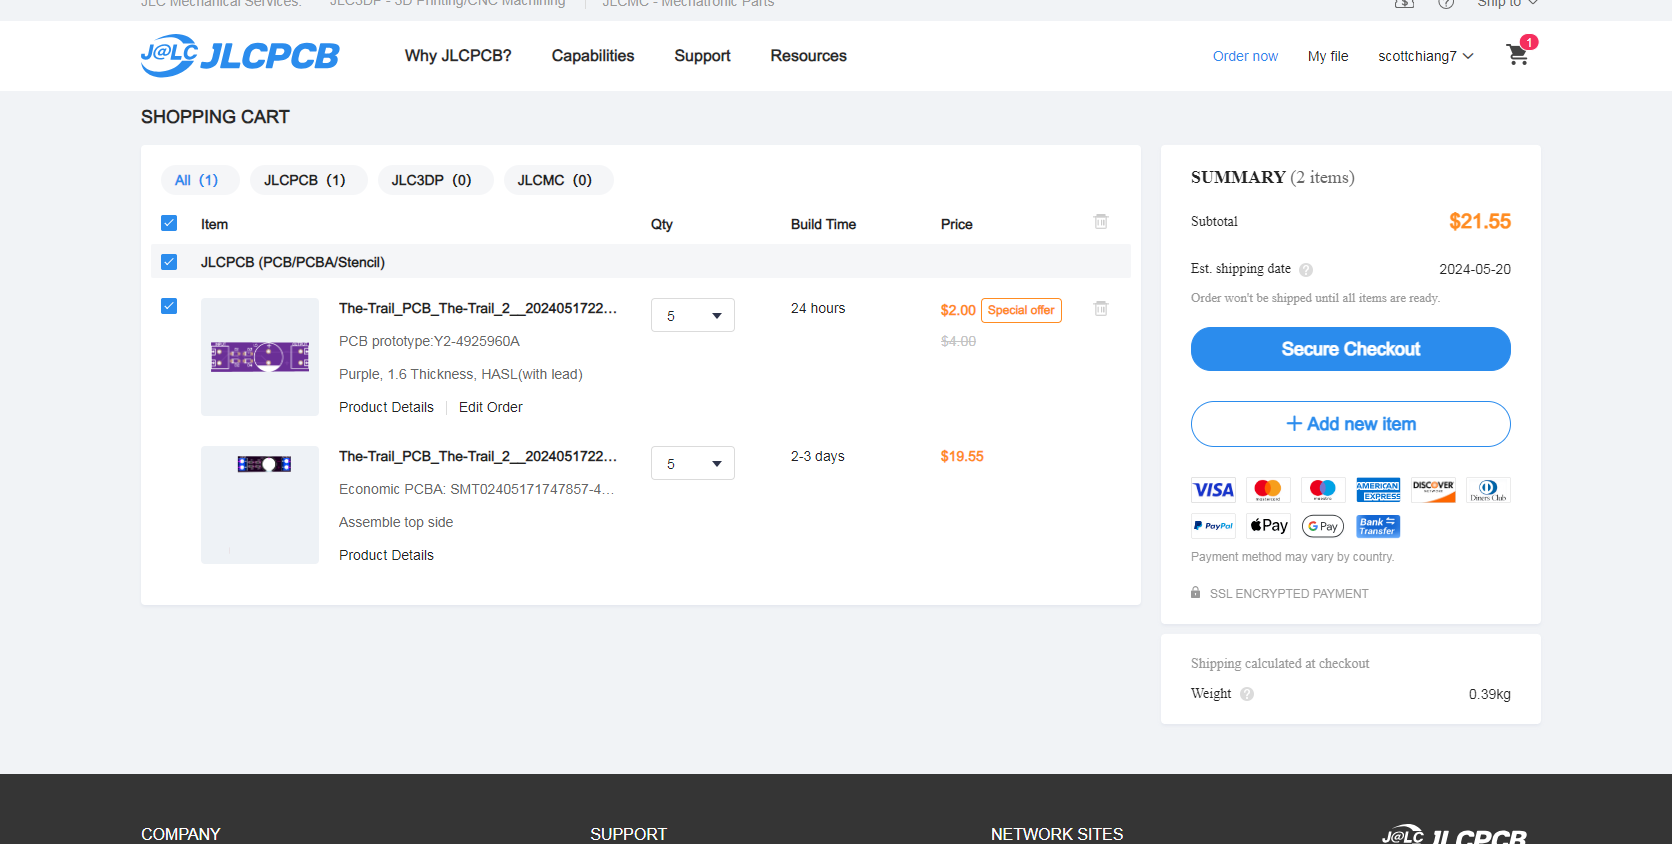 JLC Mechanical Services: JLC3DP - 3D Printing/CNC Machining JLCMC - Mechatronic Parts Ship to
J@LC JLCPCB Why JLCPCB? Capabilities Support Resources Order now My file scottchiang7 1
SHOPPING CART
All (1) JLCPCB (1) JLC3DP (0) JLCMC (0)
Item Qty Build Time Price
JLCPCB (PCB/PCBA/Stencil)
The-Trail_PCB_The-Trail_2__2024051722... 5 24 hours $2.00 Special offer
PCB prototype:Y2-4925960A $4.00
Purple, 1.6 Thickness, HASL(with lead)
Product Details Edit Order
The-Trail_PCB_The-Trail_2__2024051722... 5 2-3 days $19.55
Economic PCBA: SMT02405171747857-4...
Assemble top side
Product Details
SUMMARY (2 items)
Subtotal $21.55
Est. shipping date ? 2024-05-20
Order won't be shipped until all items are ready.
Secure Checkout
+ Add new item
VISA mastercard maestro AMERICAN EXPRESS DISCOVER NETWORK Diners Club
PayPal Pay G Pay Bank Transfer
Payment method may vary by country.
SSL ENCRYPTED PAYMENT
Shipping calculated at checkout
Weight ? 0.39kg
COMPANY SUPPORT NETWORK SITES J@LC JLCPCB